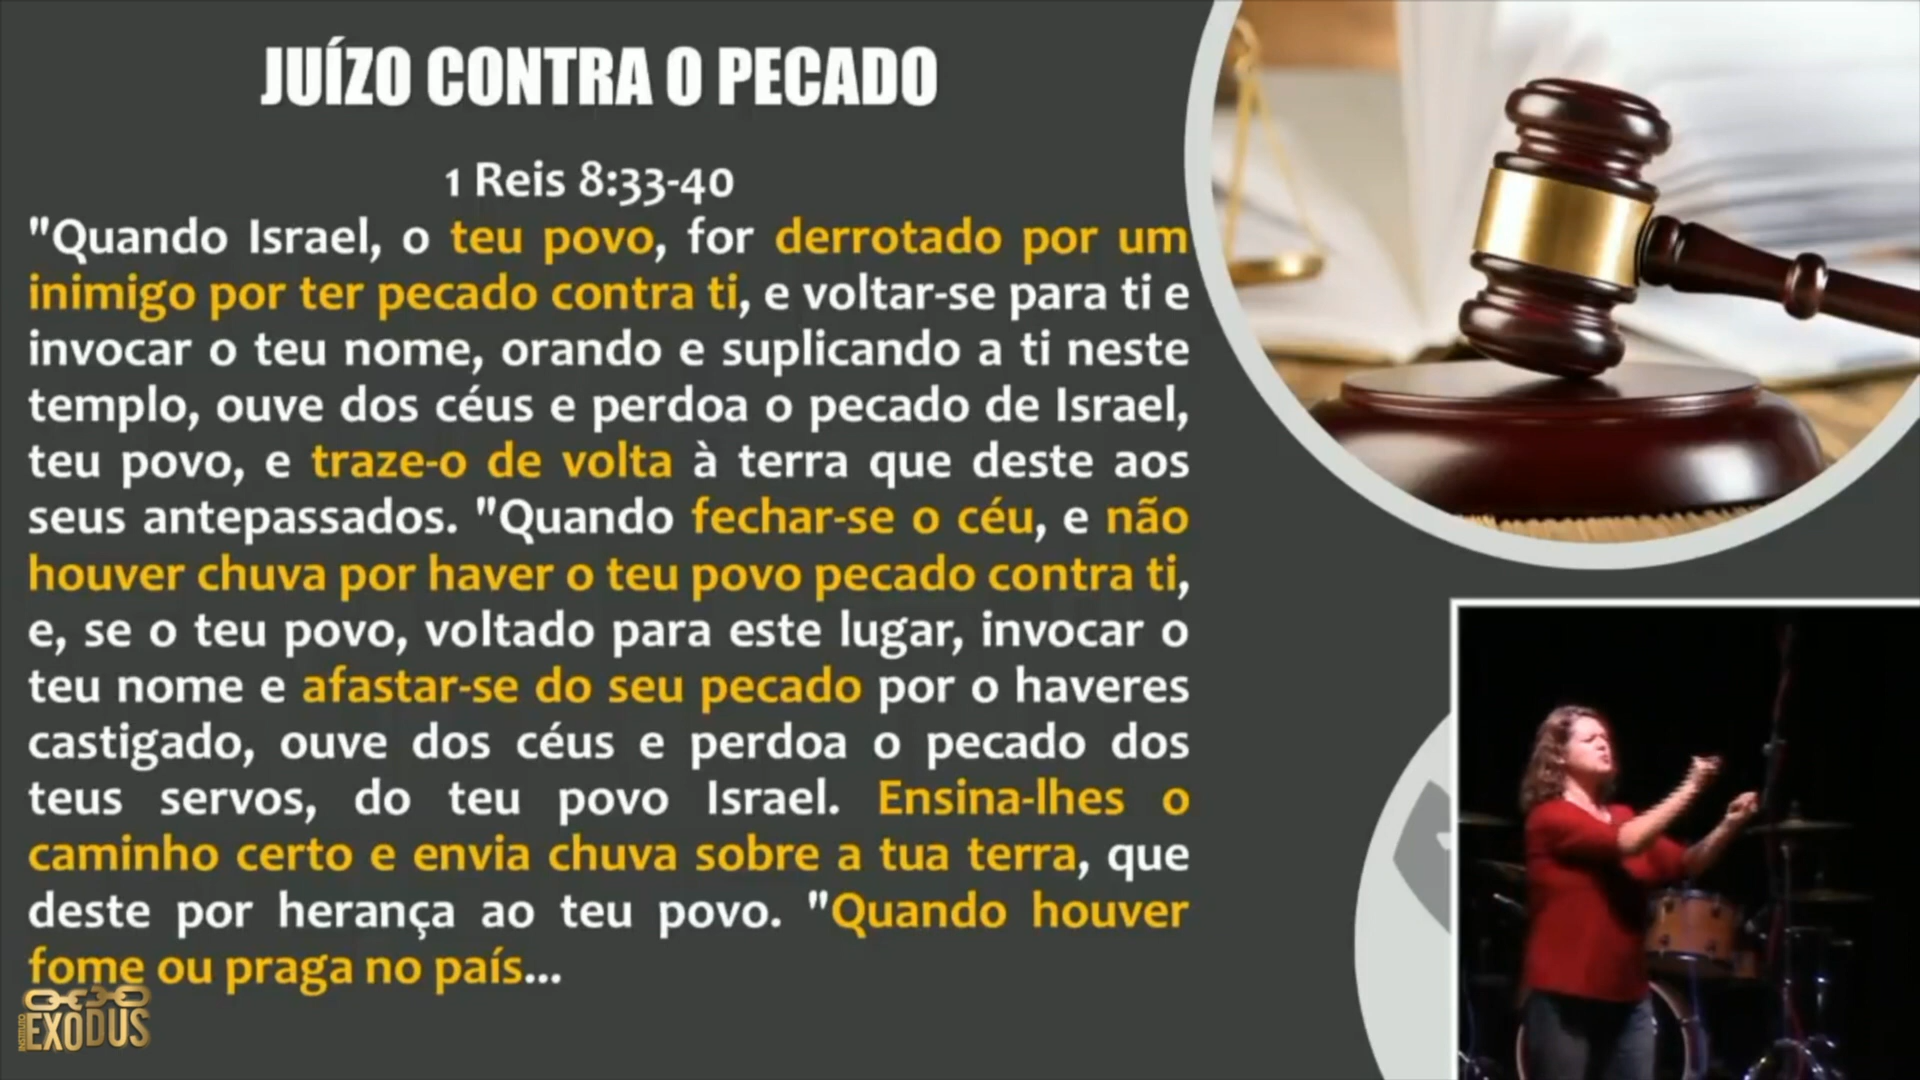 JUÍZO CONTRA O PECADO
1 Reis 8:33-40
"Quando Israel, o teu povo, for derrotado por um
inimigo por ter pecado contra ti, e voltar-se para ti e
invocar o teu nome, orando e suplicando a ti neste
templo, ouve dos céus e perdoa o pecado de Israel,
teu povo, e traze-o de volta à terra que deste aos
seus antepassados. "Quando fechar-se o céu, e não
houver chuva por haver o teu povo pecado contra ti,
e, se o teu povo, voltado para este lugar, invocar o
teu nome e afastar-se do seu pecado por o haveres
castigado, ouve dos céus e perdoa o pecado dos
teus servos, do teu povo Israel. Ensina-lhes o
caminho certo e envia chuva sobre a tua terra, que
deste por herança ao teu povo. "Quando houver
fome ou praga no país...
INSTITUTO
EXODUS